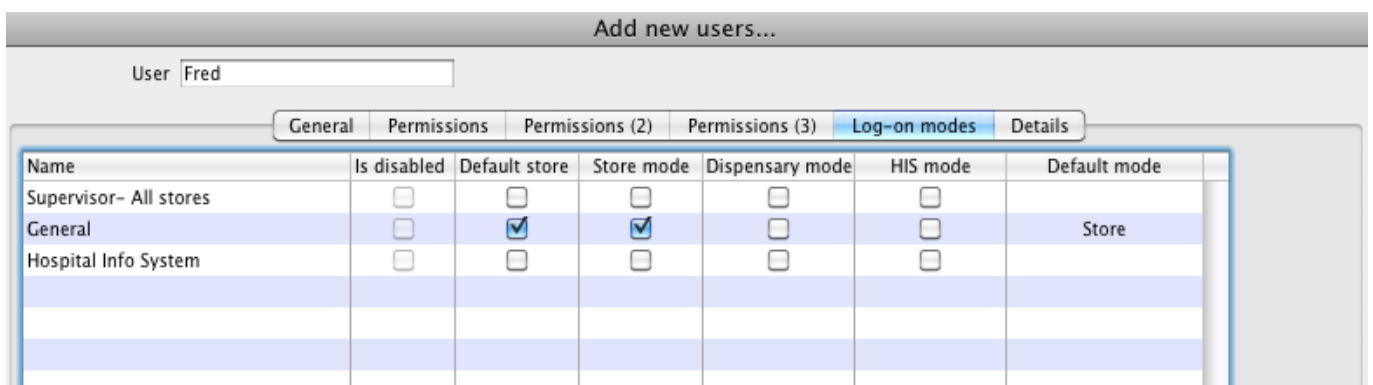 Add new users...
User Fred
General Permissions Permissions (2) Permissions (3) Log-on modes Details
Name Is disabled Default store Store mode Dispensary mode HIS mode Default mode
Supervisor- All stores
General Store
Hospital Info System